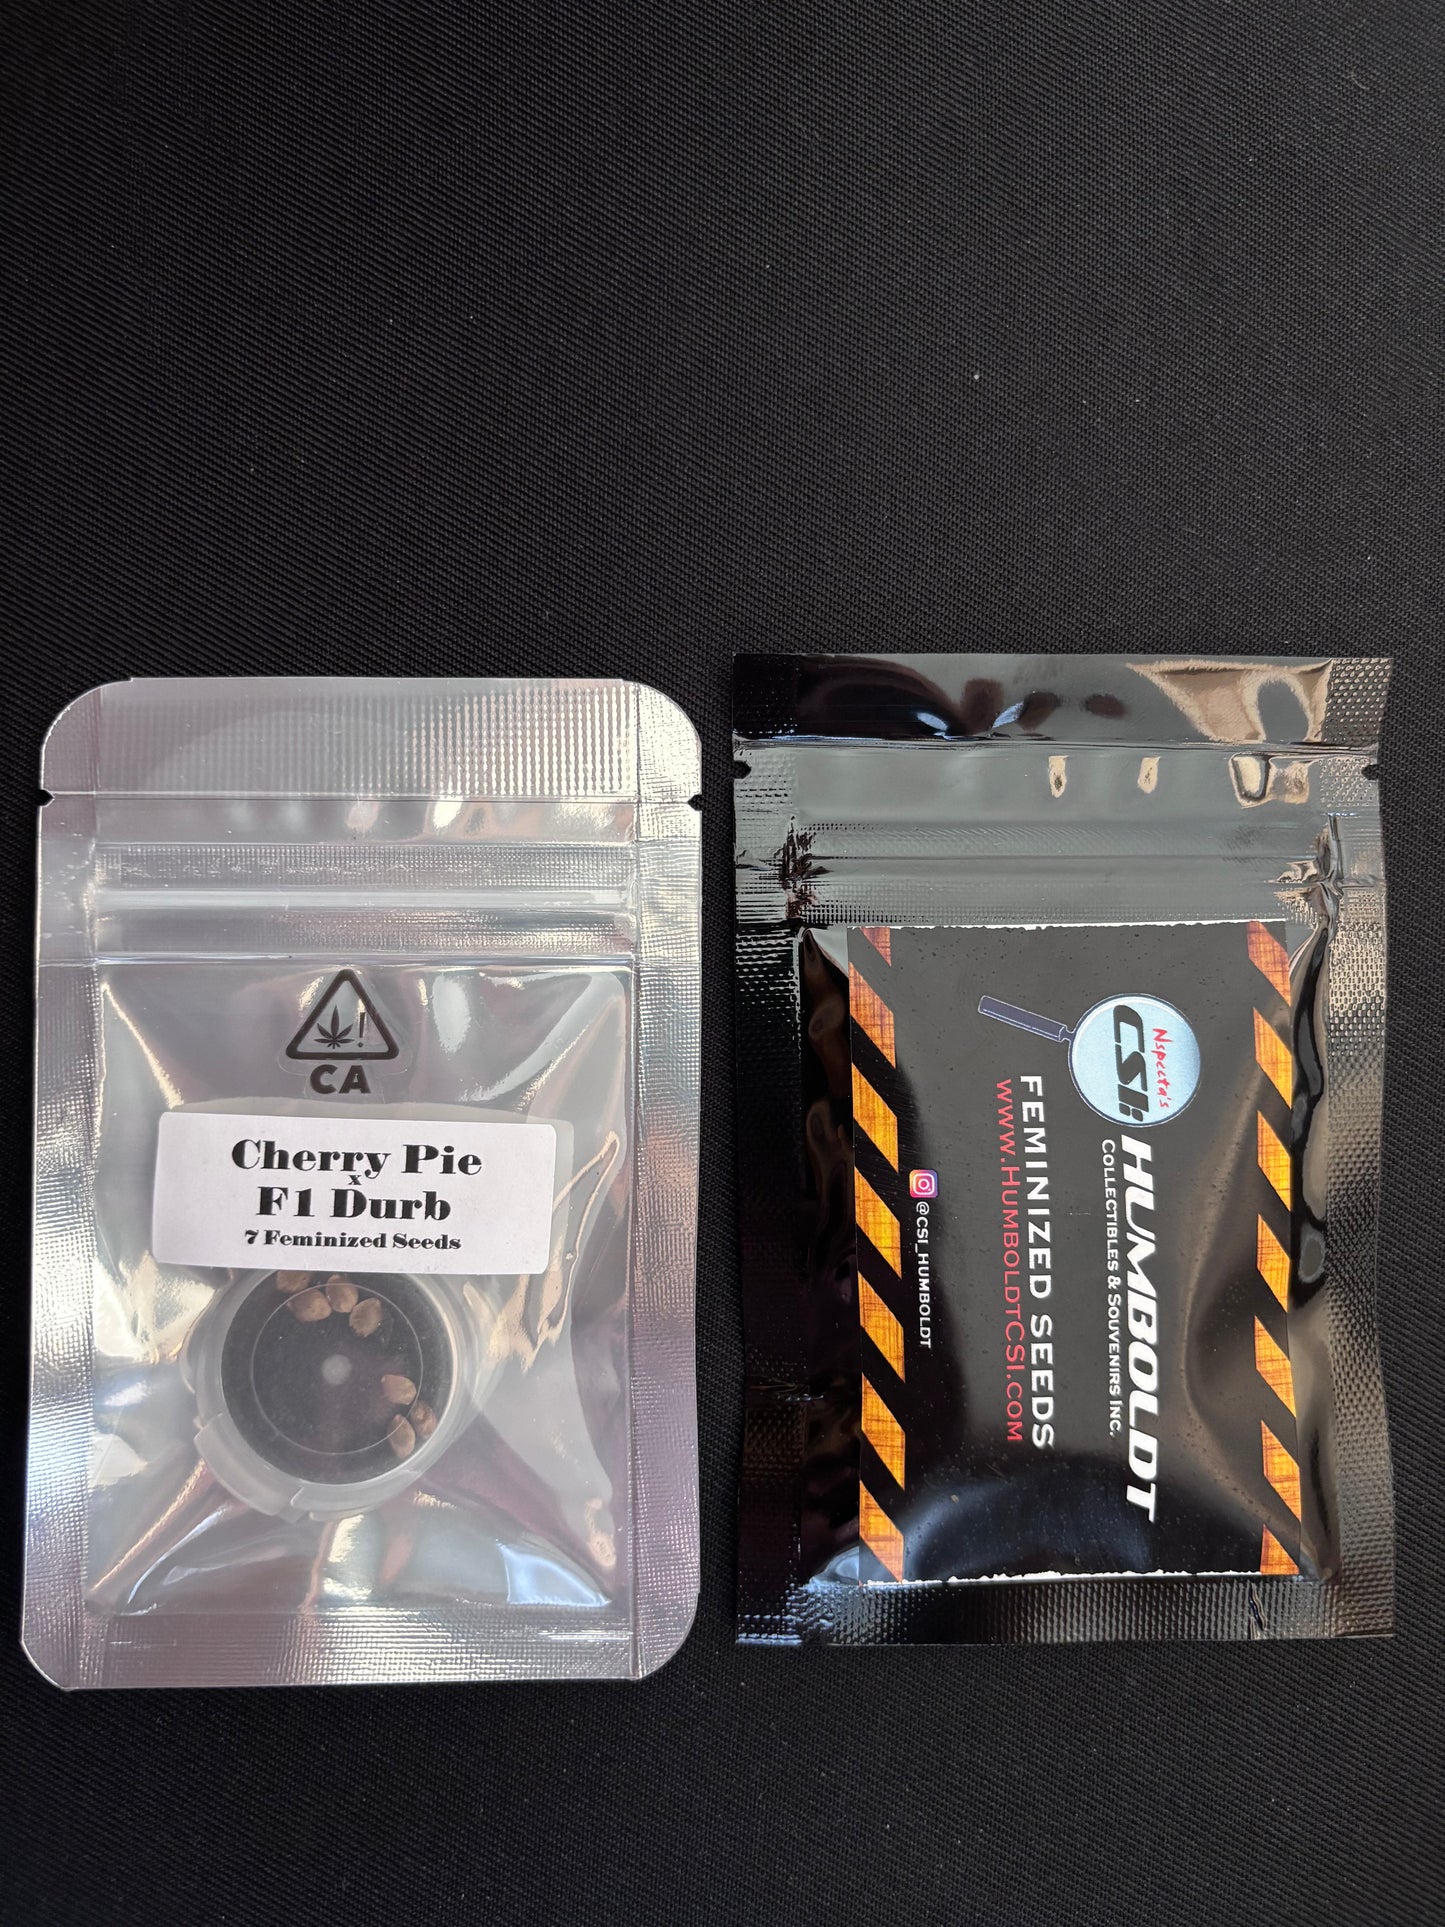 !
CA
Cherry Pie
x
F1 Durb
7 Feminized Seeds
Nspecta's
CSI: HUMBOLDT
COLLECTIBLES & SOUVENIRS INC.
FEMINIZED SEEDS
WWW.HUMBOLDTCSI.COM
@CSI_HUMBOLDT